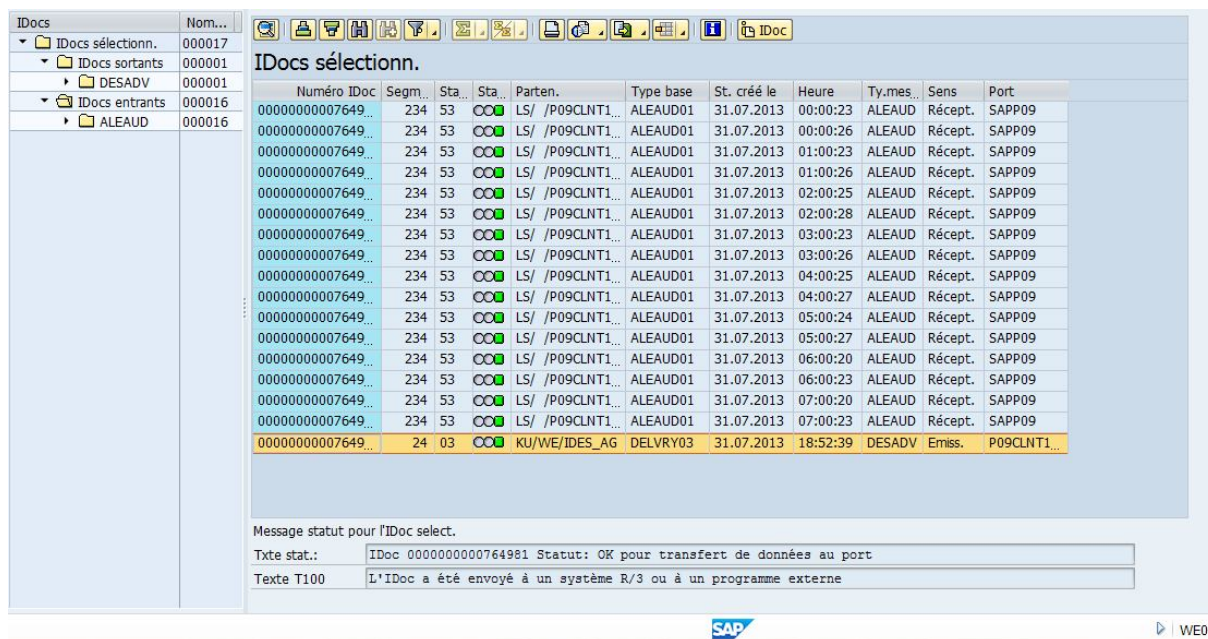 IDocs Nom...
IDocs sélectionn. 000017
IDocs sortants 000001
DESADV 000001
IDocs entrants 000016
ALEAUD 000016
IDoc
IDocs sélectionn.
Numéro IDoc Segm... Sta... Sta... Parten. Type base St. créé le Heure Ty.mes... Sens Port
00000000007649... 234 53 LS/ /P09CLNT1... ALEAUD01 31.07.2013 00:00:23 ALEAUD Récept. SAPP09
00000000007649... 234 53 LS/ /P09CLNT1... ALEAUD01 31.07.2013 00:00:26 ALEAUD Récept. SAPP09
00000000007649... 234 53 LS/ /P09CLNT1... ALEAUD01 31.07.2013 01:00:23 ALEAUD Récept. SAPP09
00000000007649... 234 53 LS/ /P09CLNT1... ALEAUD01 31.07.2013 01:00:26 ALEAUD Récept. SAPP09
00000000007649... 234 53 LS/ /P09CLNT1... ALEAUD01 31.07.2013 02:00:25 ALEAUD Récept. SAPP09
00000000007649... 234 53 LS/ /P09CLNT1... ALEAUD01 31.07.2013 02:00:28 ALEAUD Récept. SAPP09
00000000007649... 234 53 LS/ /P09CLNT1... ALEAUD01 31.07.2013 03:00:23 ALEAUD Récept. SAPP09
00000000007649... 234 53 LS/ /P09CLNT1... ALEAUD01 31.07.2013 03:00:26 ALEAUD Récept. SAPP09
00000000007649... 234 53 LS/ /P09CLNT1... ALEAUD01 31.07.2013 04:00:25 ALEAUD Récept. SAPP09
00000000007649... 234 53 LS/ /P09CLNT1... ALEAUD01 31.07.2013 04:00:27 ALEAUD Récept. SAPP09
00000000007649... 234 53 LS/ /P09CLNT1... ALEAUD01 31.07.2013 05:00:24 ALEAUD Récept. SAPP09
00000000007649... 234 53 LS/ /P09CLNT1... ALEAUD01 31.07.2013 05:00:27 ALEAUD Récept. SAPP09
00000000007649... 234 53 LS/ /P09CLNT1... ALEAUD01 31.07.2013 06:00:20 ALEAUD Récept. SAPP09
00000000007649... 234 53 LS/ /P09CLNT1... ALEAUD01 31.07.2013 06:00:23 ALEAUD Récept. SAPP09
00000000007649... 234 53 LS/ /P09CLNT1... ALEAUD01 31.07.2013 07:00:20 ALEAUD Récept. SAPP09
00000000007649... 234 53 LS/ /P09CLNT1... ALEAUD01 31.07.2013 07:00:23 ALEAUD Récept. SAPP09
00000000007649... 24 03 KU/WE/IDES_AG DELVRY03 31.07.2013 18:52:39 DESADV Emiss. P09CLNT1...
Message statut pour l'IDoc select.
Txte stat.: IDoc 0000000000764981 Statut: OK pour transfert de données au port
Texte T100 L'IDoc a été envoyé à un système R/3 ou à un programme externe
SAP WE0